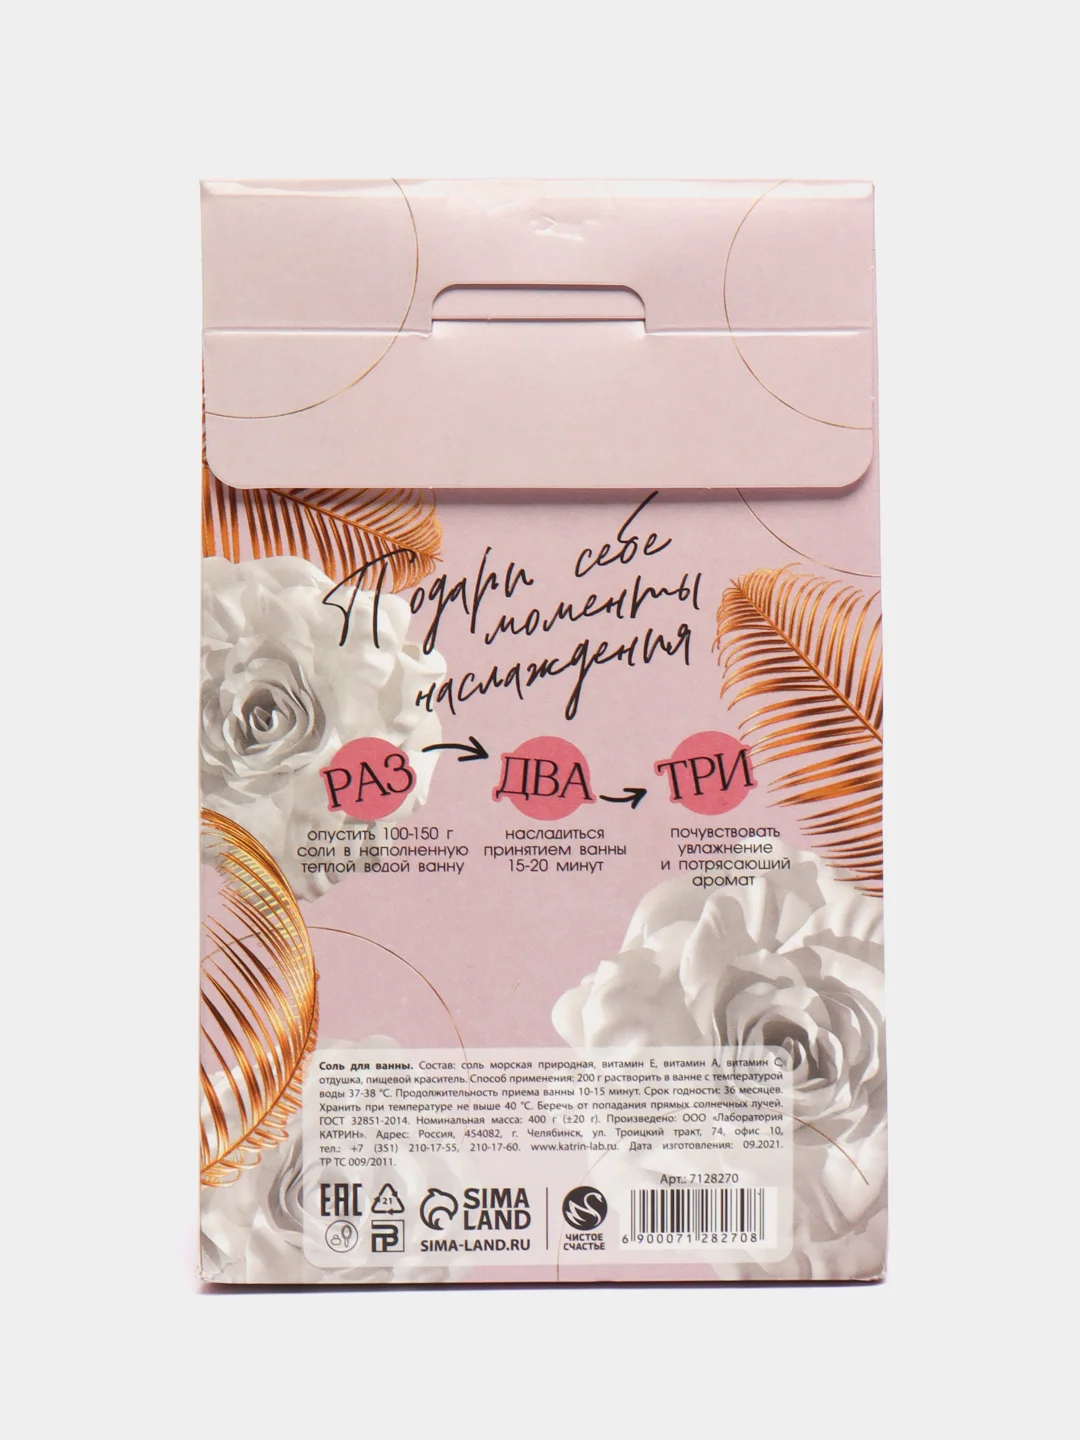 Подари себе
моменты
наслаждения
РАЗ
опустить 100-150 г
соли в наполненную
теплой водой ванну
ДВА
насладиться
принятием ванны
15-20 минут
ТРИ
почувствовать
увлажнение
и потрясающий
аромат
Соль для ванны. Состав: соль морская природная, витамин Е, витамин А, витамин С,
отдушка, пищевой краситель. Способ применения: 200 г растворить в ванне с температурой
воды 37-38 °С. Продолжительность приема ванны 10-15 минут. Срок годности: 36 месяцев.
Хранить при температуре не выше 40 °С. Беречь от попадания прямых солнечных лучей.
ГОСТ 32851-2014. Номинальная масса: 400 г (±20 г). Произведено: ООО «Лаборатория
КАТРИН». Адрес: Россия, 454082, г. Челябинск, ул. Троицкий тракт, 74, офис 10,
тел.: +7 (351) 210-17-55, 210-17-60. www.katrin-lab.ru. Дата изготовления: 09.2021.
ТР ТС 009/2011.
Арт.: 7128270
EAC
21
РВ
SIMA
LAND
SIMA-LAND.RU
ЧИСТОЕ
СЧАСТЬЕ
6 900071 282708